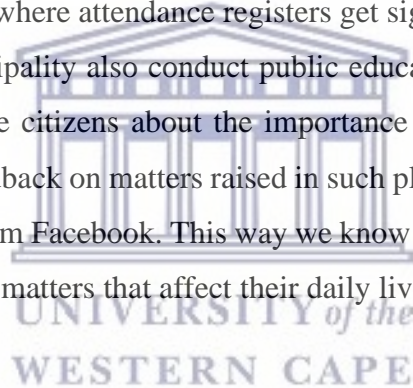 where attendance registers get sig
ipality also conduct public educa
e citizens about the importance
back on matters raised in such pl
m Facebook. This way we know
matters that affect their daily liv
UNIVERSITY of the
WESTERN CAPE